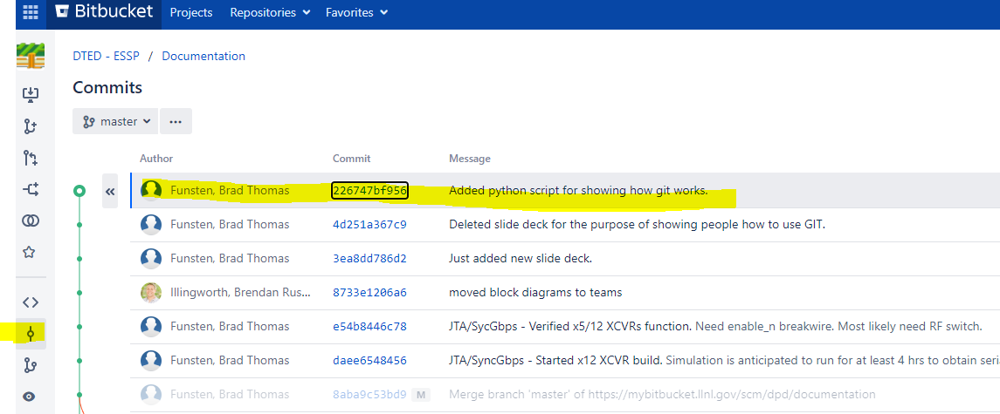 Bitbucket Projects Repositories Favorites
DTED - ESSP / Documentation
Commits
master ...
Author Commit Message
Funsten, Brad Thomas 226747bf956 Added python script for showing how git works.
Funsten, Brad Thomas 4d251a367c9 Deleted slide deck for the purpose of showing people how to use GIT.
Funsten, Brad Thomas 3ea8dd786d2 Just added new slide deck.
Illingworth, Brendan Rus... 8733e1206a6 moved block diagrams to teams
Funsten, Brad Thomas e54b8446c78 JTA/SycGbps - Verified x5/12 XCVRs function. Need enable_n breakwire. Most likely need RF switch.
Funsten, Brad Thomas daee6548456 JTA/SyncGbps - Started x12 XCVR build. Simulation is anticipated to run for at least 4 hrs to obtain seri
Funsten, Brad Thomas 8aba9c53bd9 M Merge branch 'master' of https://mybitbucket.llnl.gov/scm/dpd/documentation